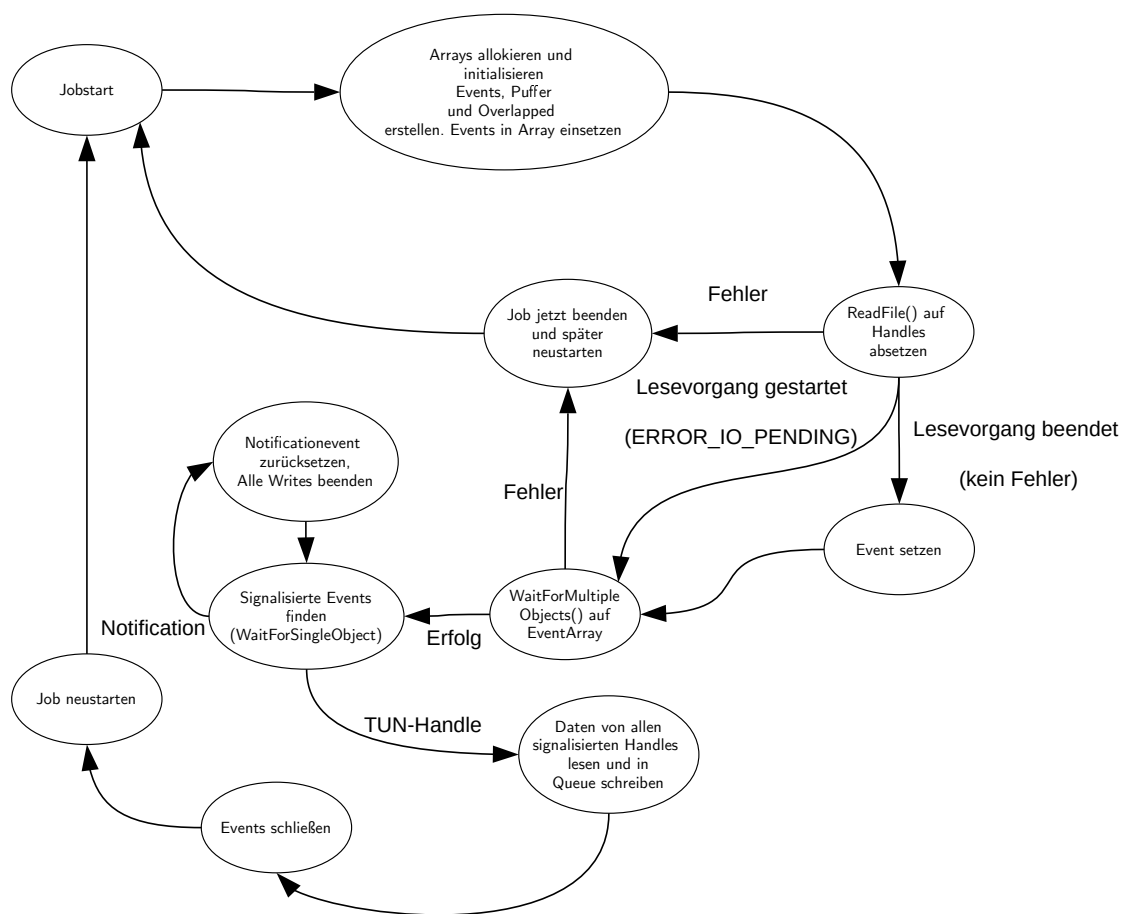 Jobstart
Arrays allokieren und
initialisieren
Events, Puffer
und Overlapped
erstellen. Events in Array einsetzen
Fehler
Job jetzt beenden
und später
neustarten
ReadFile() auf
Handles
absetzen
Lesevorgang gestartet
(ERROR_IO_PENDING)
Lesevorgang beendet
(kein Fehler)
Notificationevent
zurücksetzen,
Alle Writes beenden
Fehler
Event setzen
Signalisierte Events
finden
(WaitForSingleObject)
WaitForMultiple
Objects() auf
EventArray
Notification
Erfolg
Job neustarten
TUN-Handle
Daten von allen
signalisierten Handles
lesen und in
Queue schreiben
Events schließen